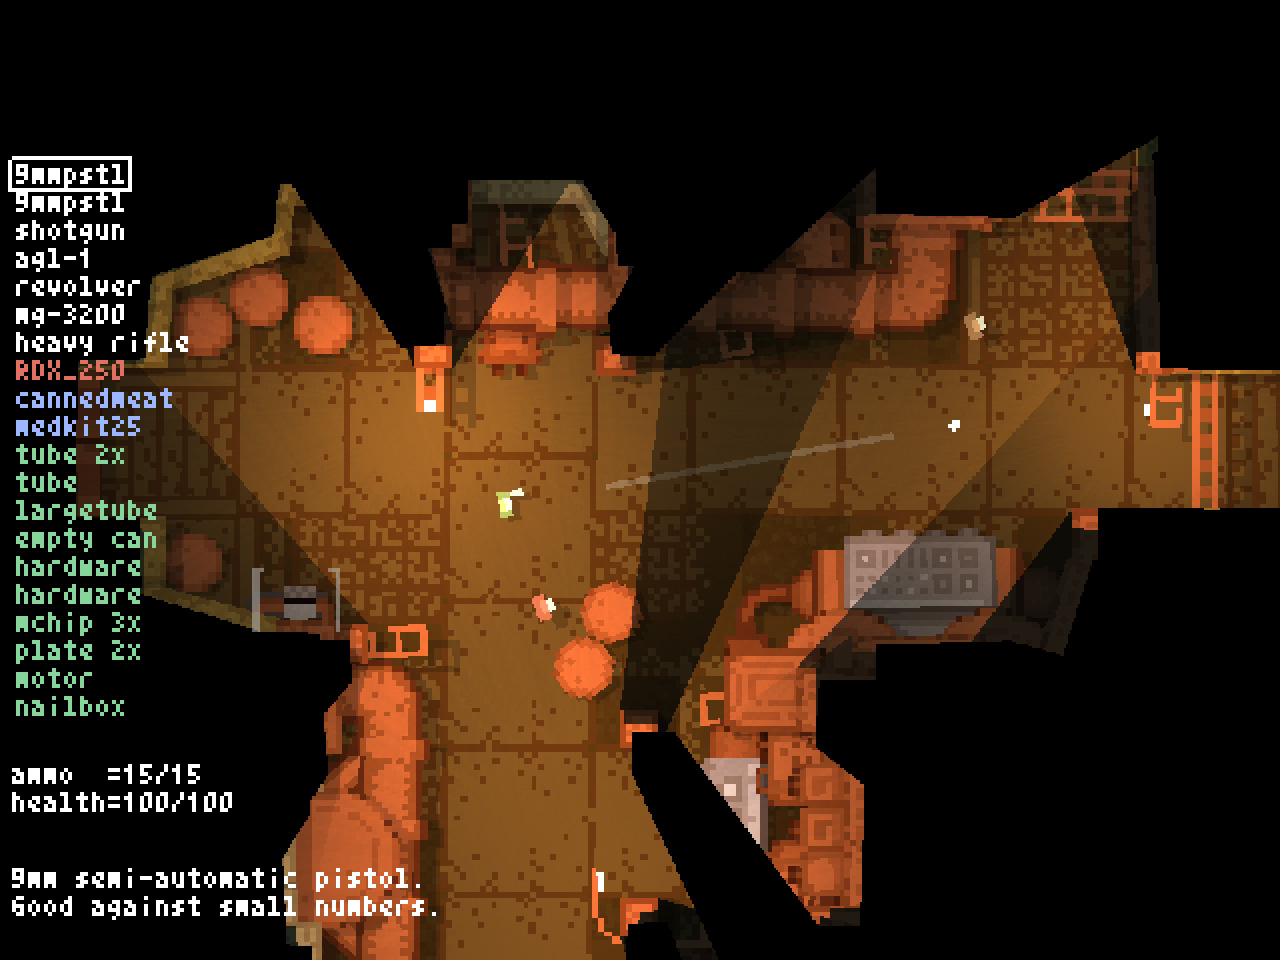 9mmpstl
9mmpstl
shotgun
agl-1
revolver
mg-3200
heavy rifle
RDX_250
cannedmeat
medkit25
tube 2x
tube
largetube
empty can
hardware
hardware
mchip 3x
plate 2x
motor
nailbox
ammo  =15/15
health=100/100
9mm semi-automatic pistol.
Good against small numbers.